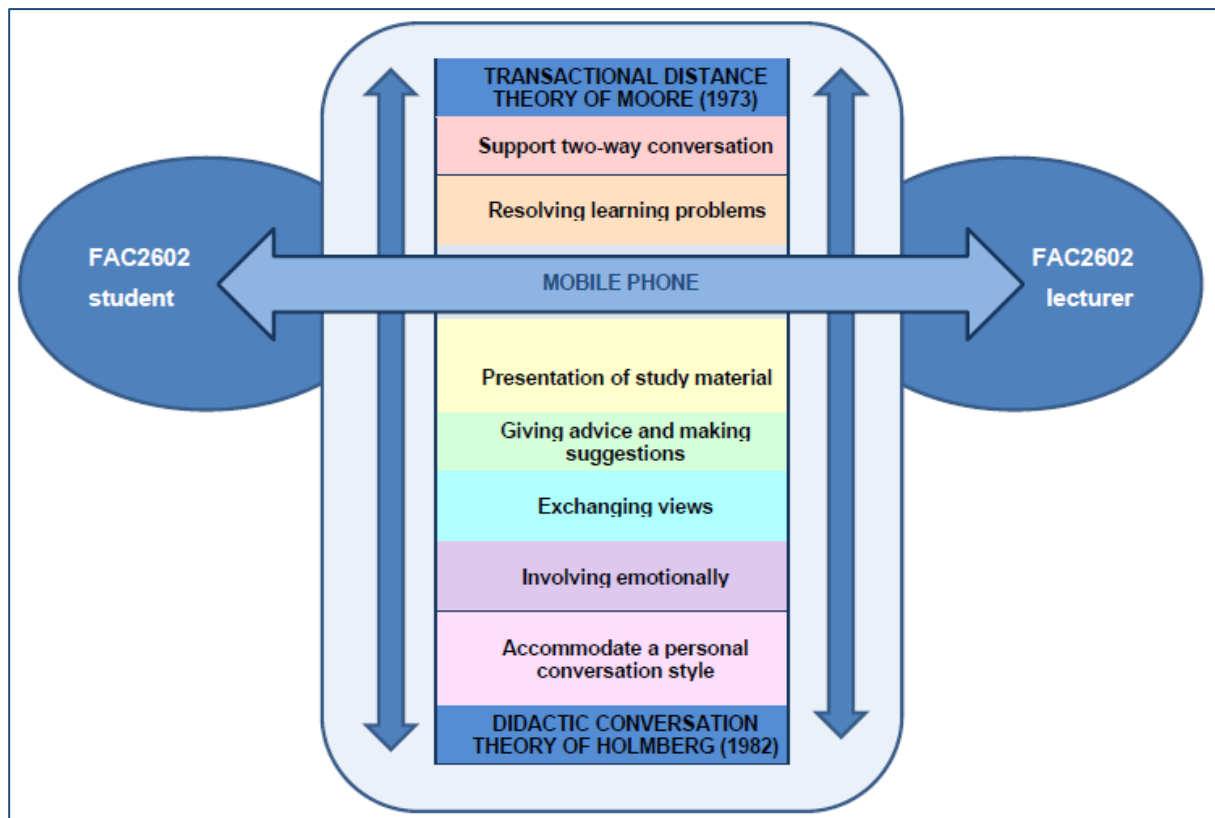 TRANSACTIONAL DISTANCE
THEORY OF MOORE (1973)
Support two-way conversation
Resolving learning problems
FAC2602
student
MOBILE PHONE
FAC2602
lecturer
Presentation of study material
Giving advice and making
suggestions
Exchanging views
Involving emotionally
Accommodate a personal
conversation style
DIDACTIC CONVERSATION
THEORY OF HOLMBERG (1982)